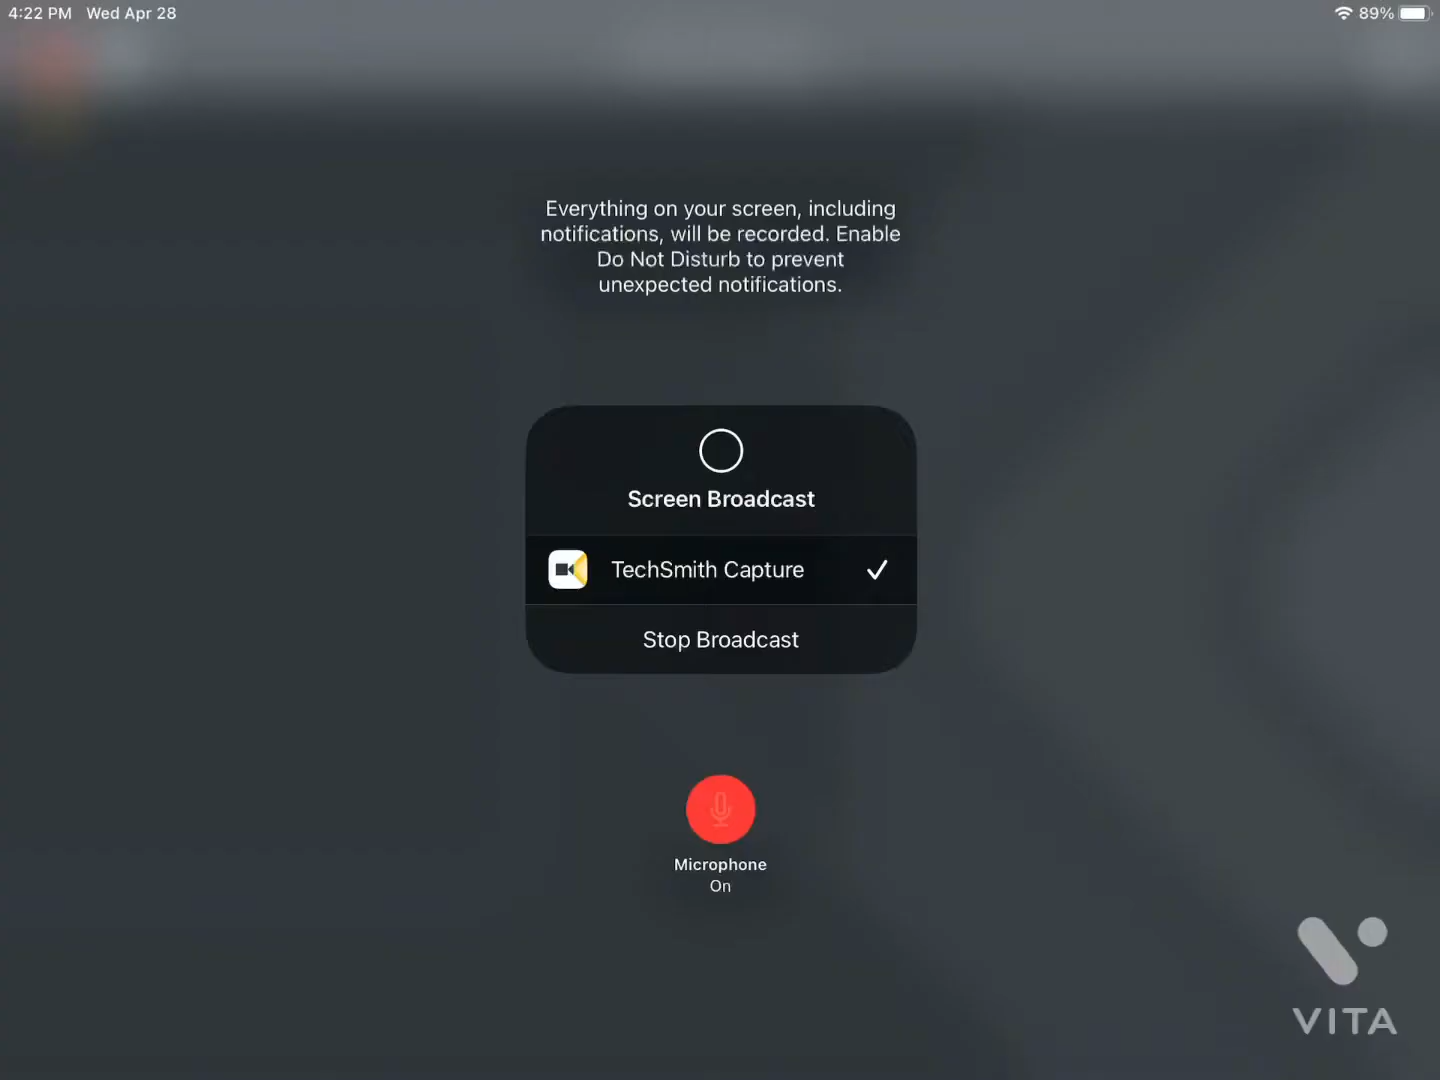 4:22 PM Wed Apr 28
89%
Everything on your screen, including
notifications, will be recorded. Enable
Do Not Disturb to prevent
unexpected notifications.
Screen Broadcast
TechSmith Capture
Stop Broadcast
Microphone
On
VITA